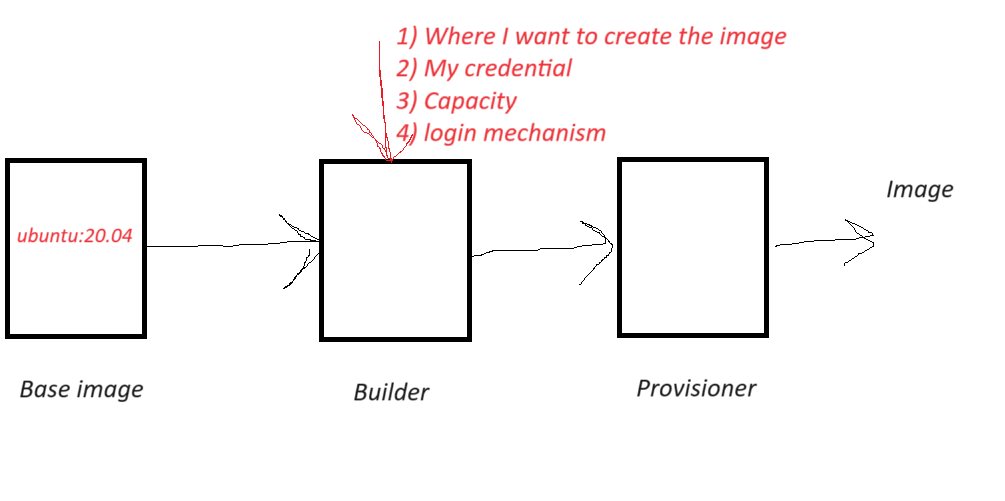 1) Where I want to create the image
2) My credential
3) Capacity
4) login mechanism
ubuntu:20.04
Image
Base image
Builder
Provisioner